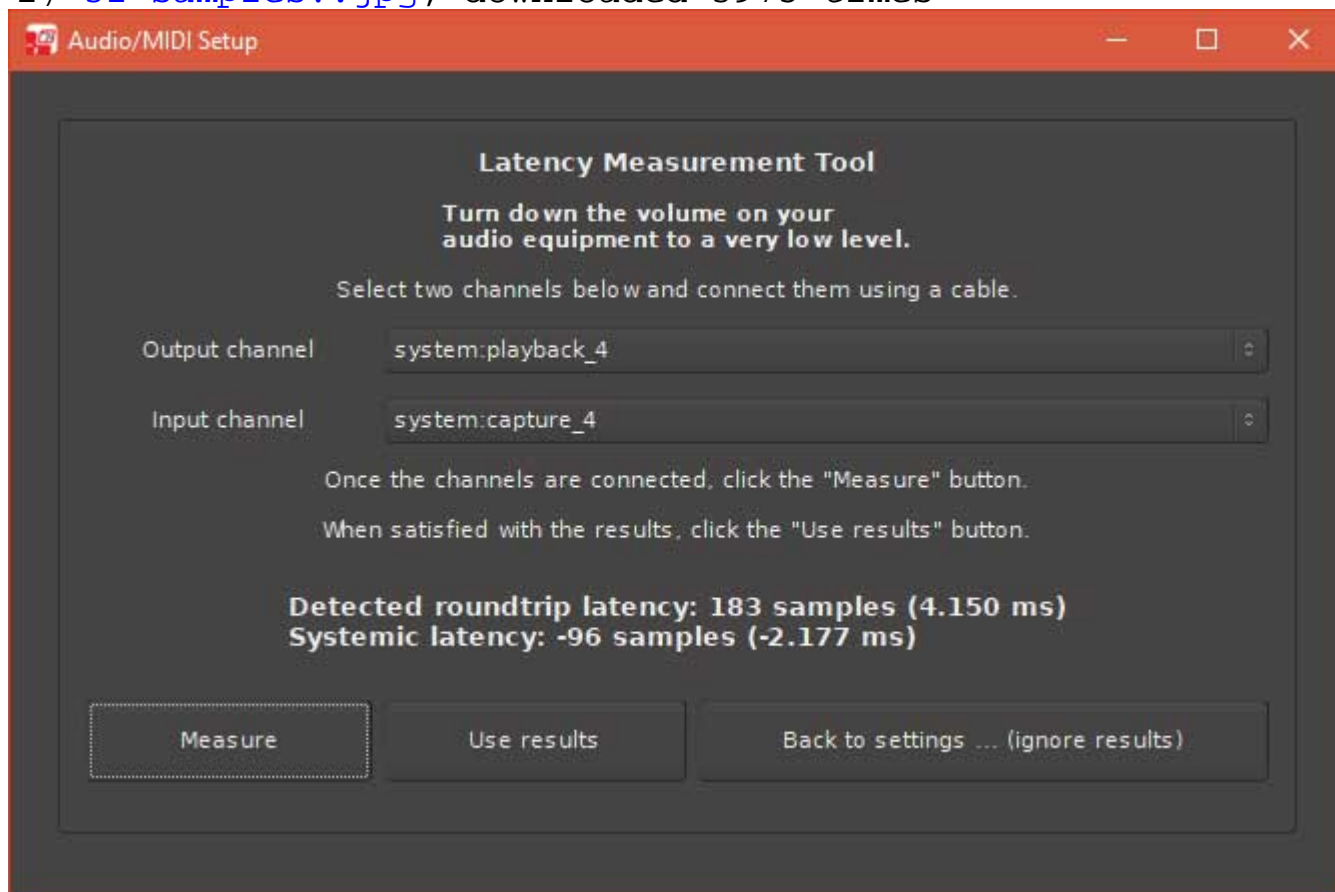 Audio/MIDI Setup
Latency Measurement Tool
Turn down the volume on your
audio equipment to a very low level.
Select two channels below and connect them using a cable.
Output channel system:playback_4
Input channel system:capture_4
Once the channels are connected, click the "Measure" button.
When satisfied with the results, click the "Use results" button.
Detected roundtrip latency: 183 samples (4.150 ms)
Systemic latency: -96 samples (-2.177 ms)
Measure Use results Back to settings ... (ignore results)